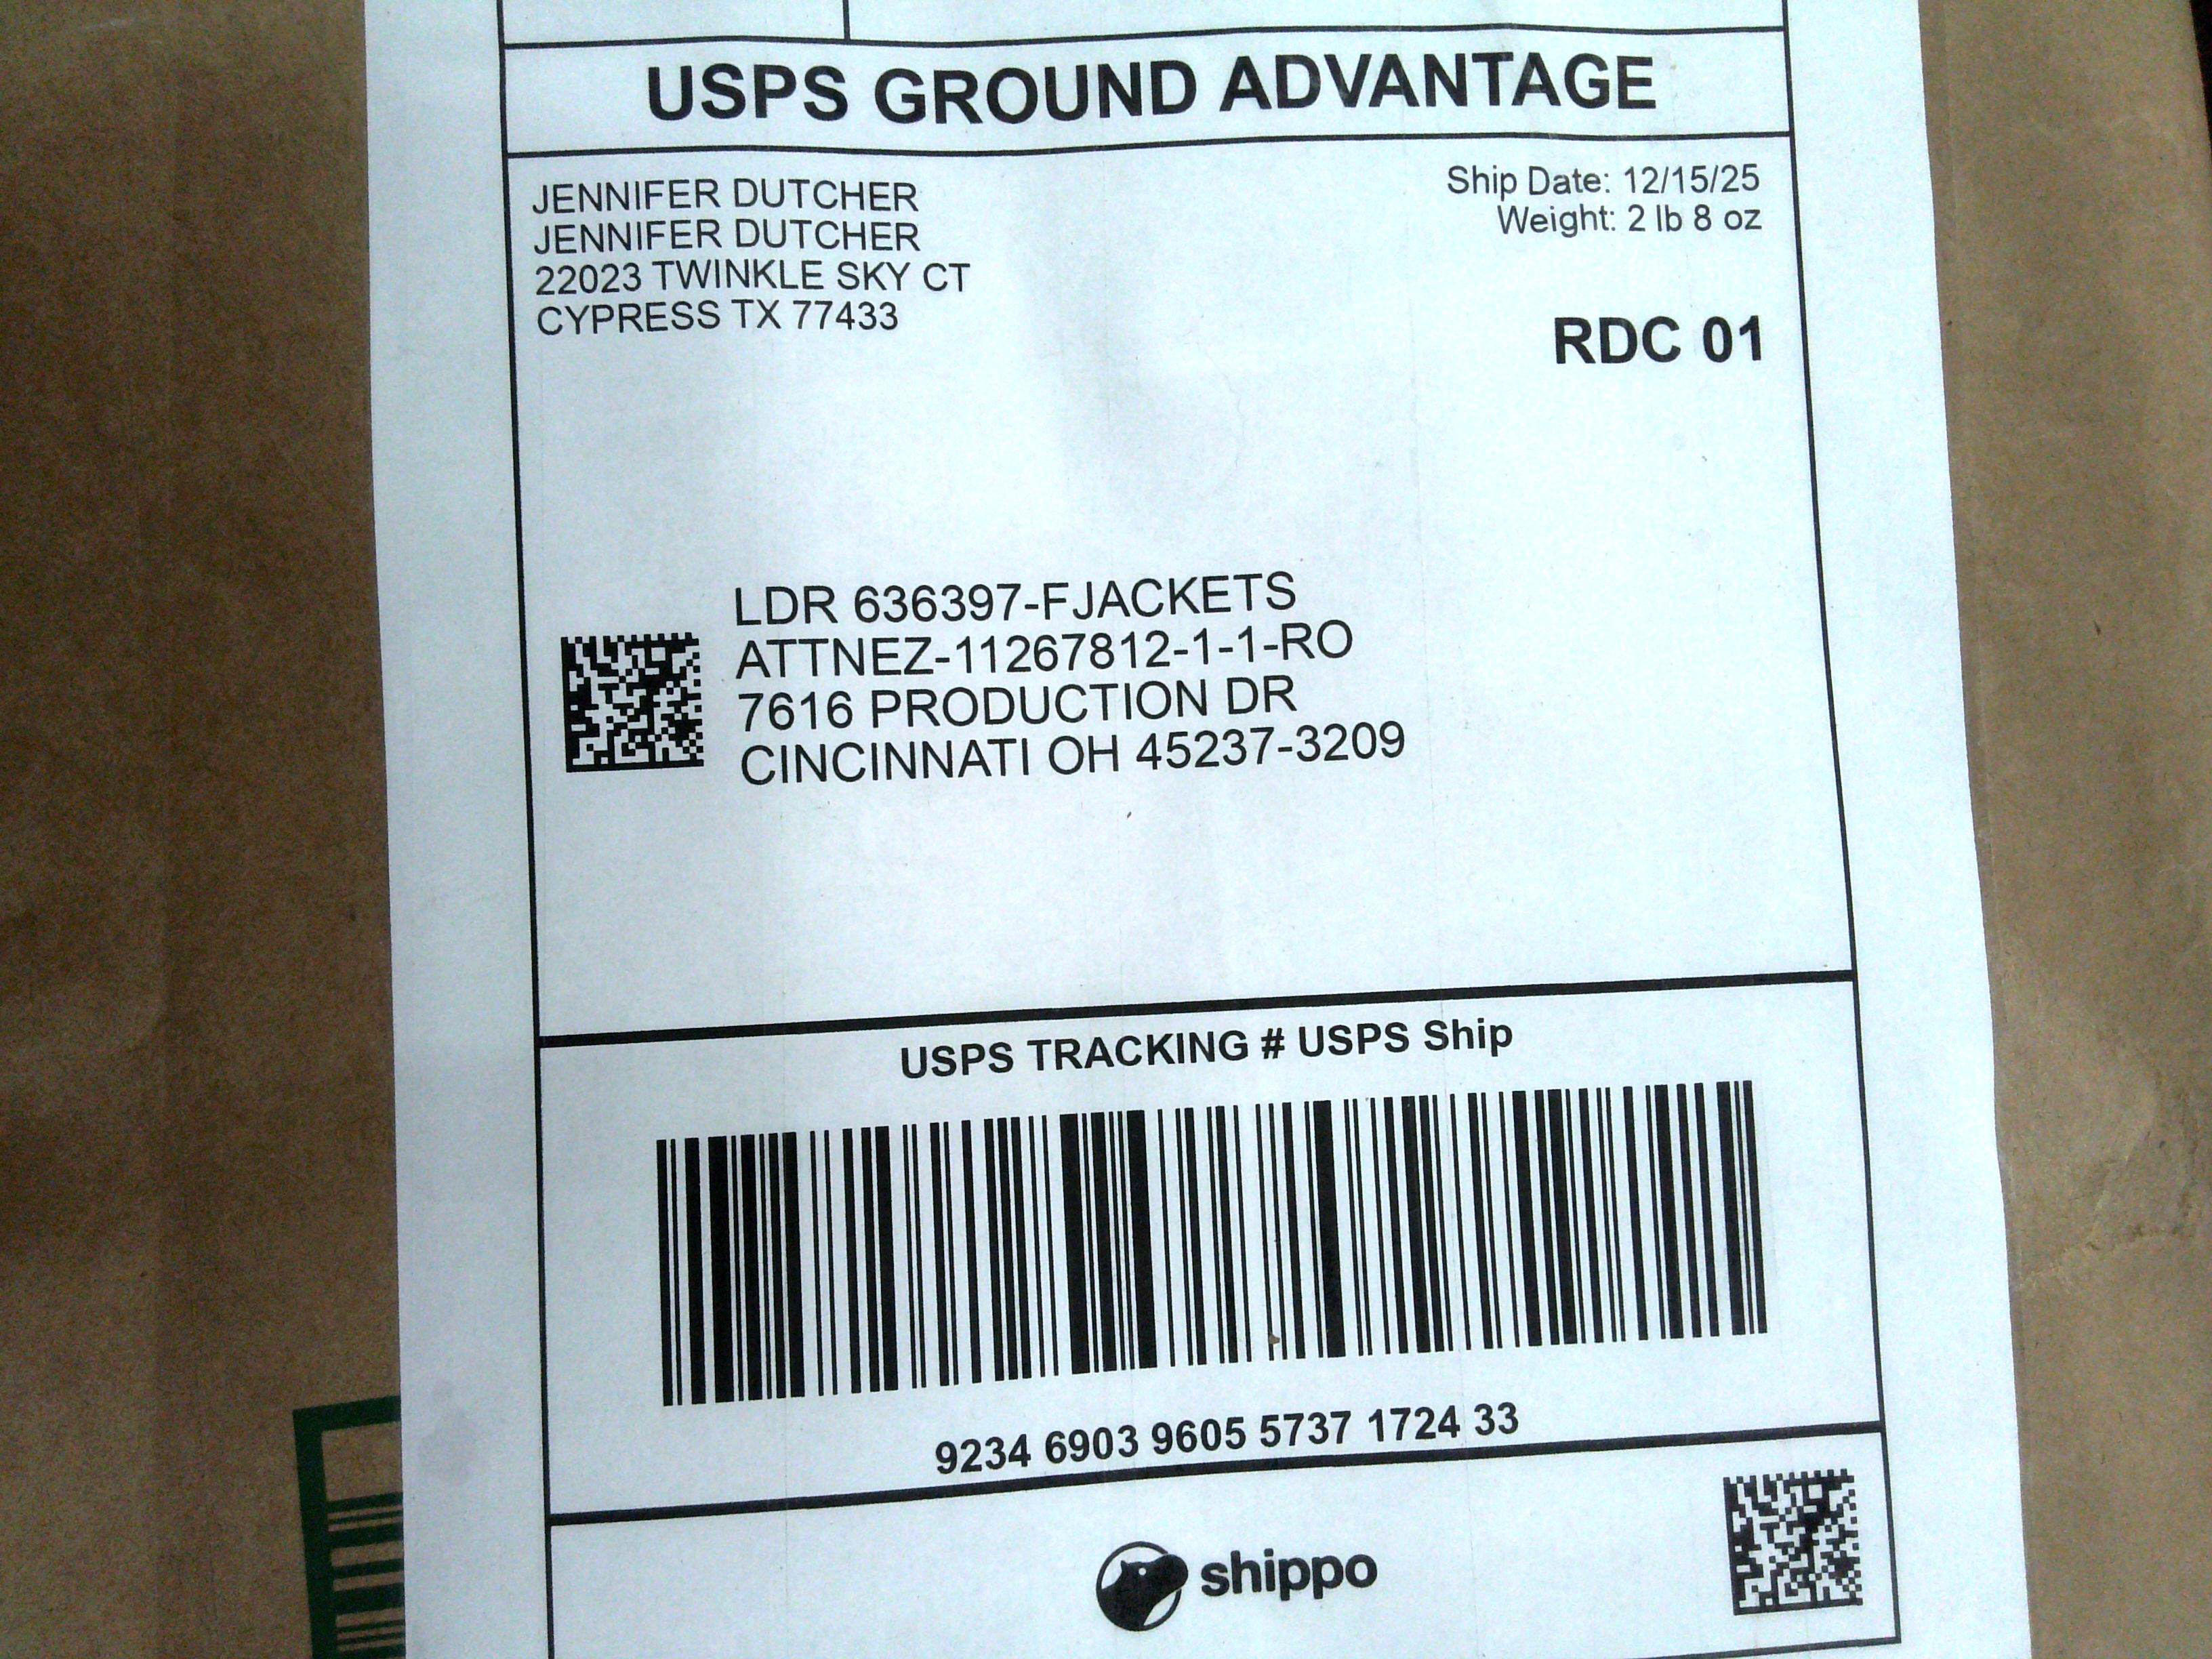 USPS GROUND ADVANTAGE
JENNIFER DUTCHER
JENNIFER DUTCHER
22023 TWINKLE SKY CT
CYPRESS TX 77433
Ship Date: 12/15/25
Weight: 2 lb 8 oz
RDC 01
LDR 636397-FJACKETS
ATTNEZ-11267812-1-1-RO
7616 PRODUCTION DR
CINCINNATI OH 45237-3209
USPS TRACKING # USPS Ship
9234 6903 9605 5737 1724 33
shippo